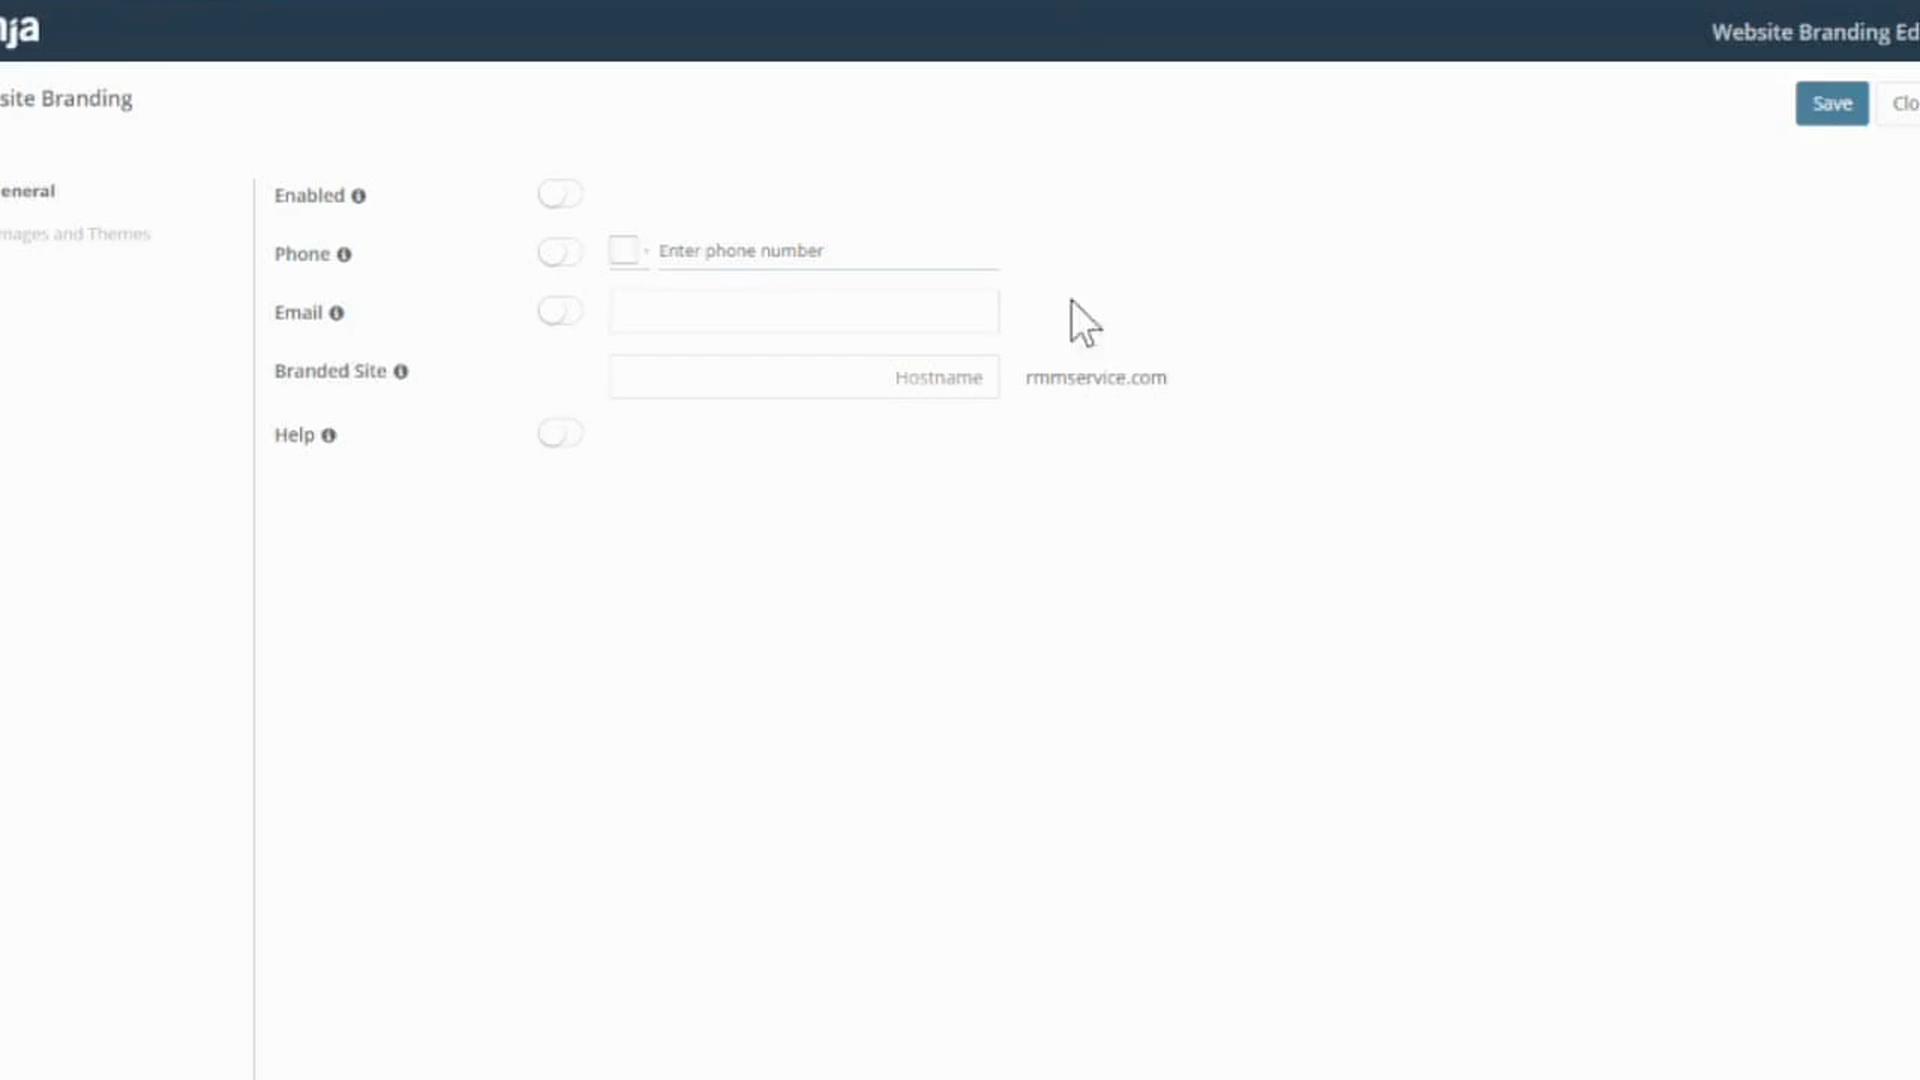 nja
Website Branding Ed
site Branding
Save
Clo
eneral
mages and Themes
Enabled
Phone
Enter phone number
Email
Branded Site
Hostname
rmmservice.com
Help